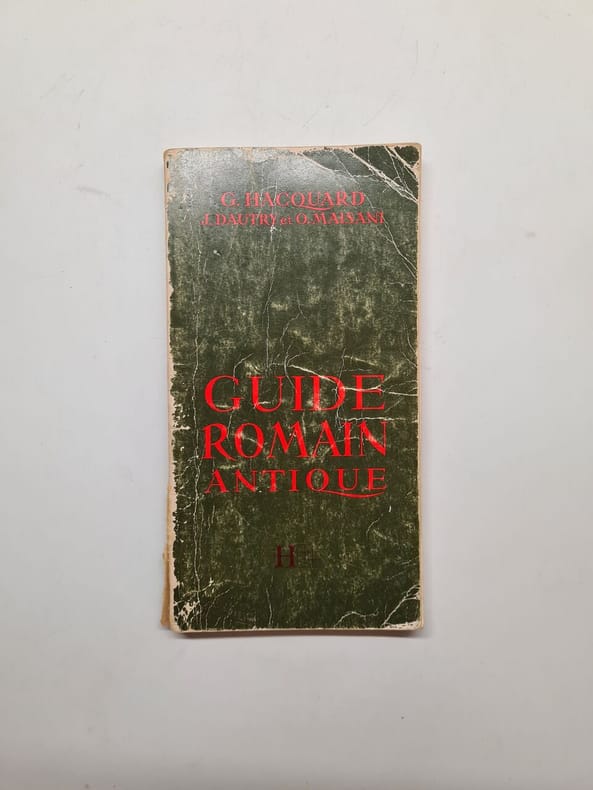 G. HACQUARD
J. DAUTRY et O. MAISANI
GUIDE
ROMAIN
ANTIQUE
H